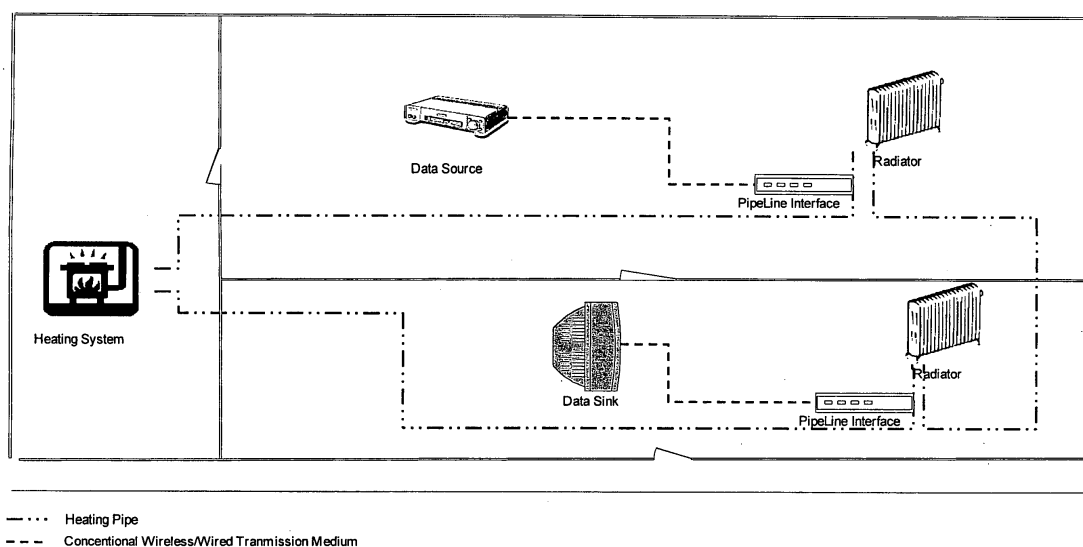 Data Source
Radiator
PipeLine Interface
Heating System
Data Sink
Radiator
PipeLine Interface
Heating Pipe
Concentional Wireless/Wired Tranmission Medium